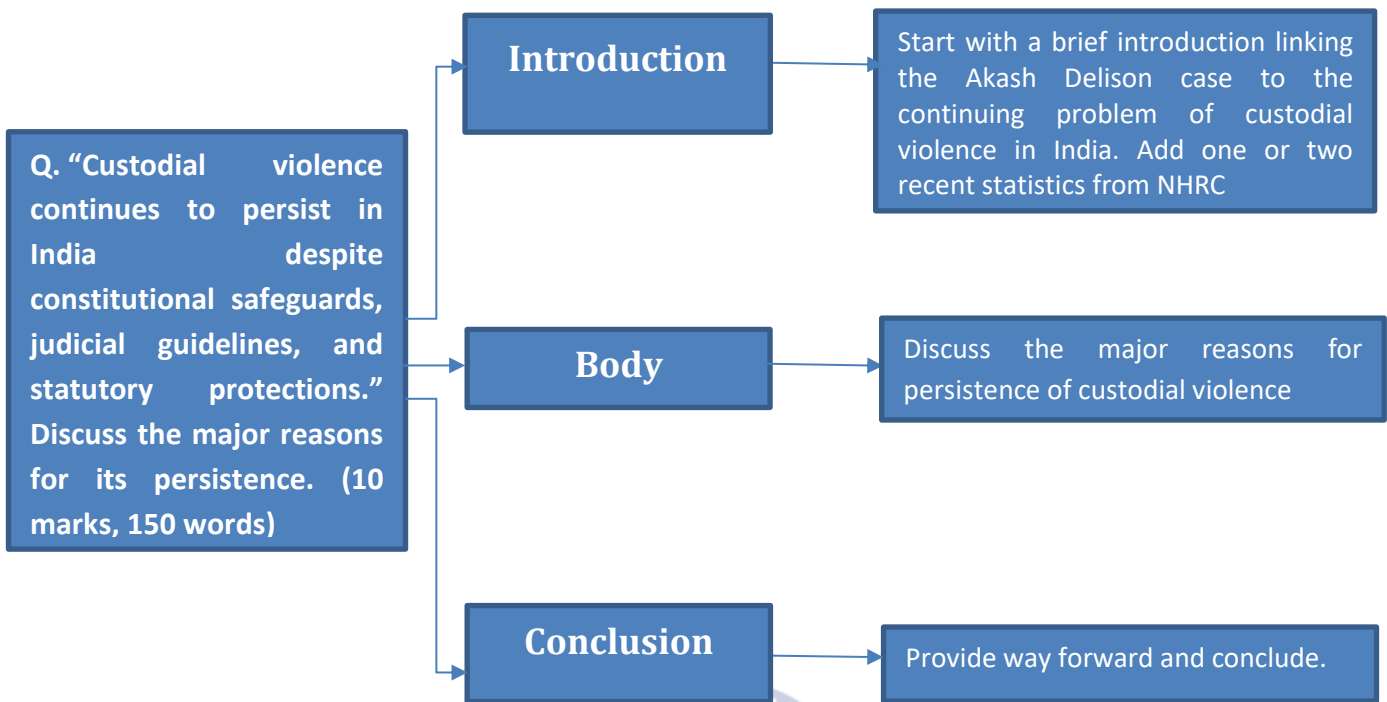 Q. “Custodial violence
continues to persist in
India despite
constitutional safeguards,
judicial guidelines, and
statutory protections.”
Discuss the major reasons
for its persistence. (10
marks, 150 words)
Introduction
Start with a brief introduction linking
the Akash Delison case to the
continuing problem of custodial
violence in India. Add one or two
recent statistics from NHRC
Body
Discuss the major reasons for
persistence of custodial violence
Conclusion
Provide way forward and conclude.